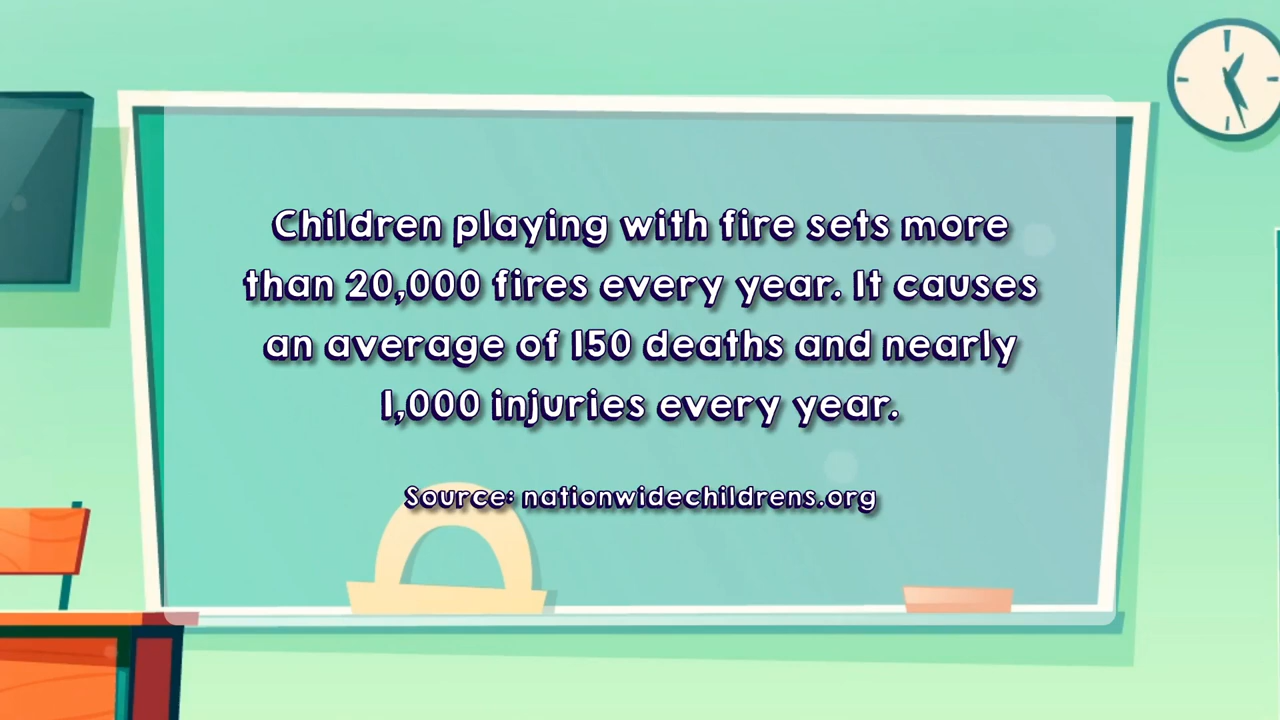 Children playing with fire sets more
than 20,000 fires every year. It causes
an average of 150 deaths and nearly
1,000 injuries every year.
Source: nationwidechildrens.org